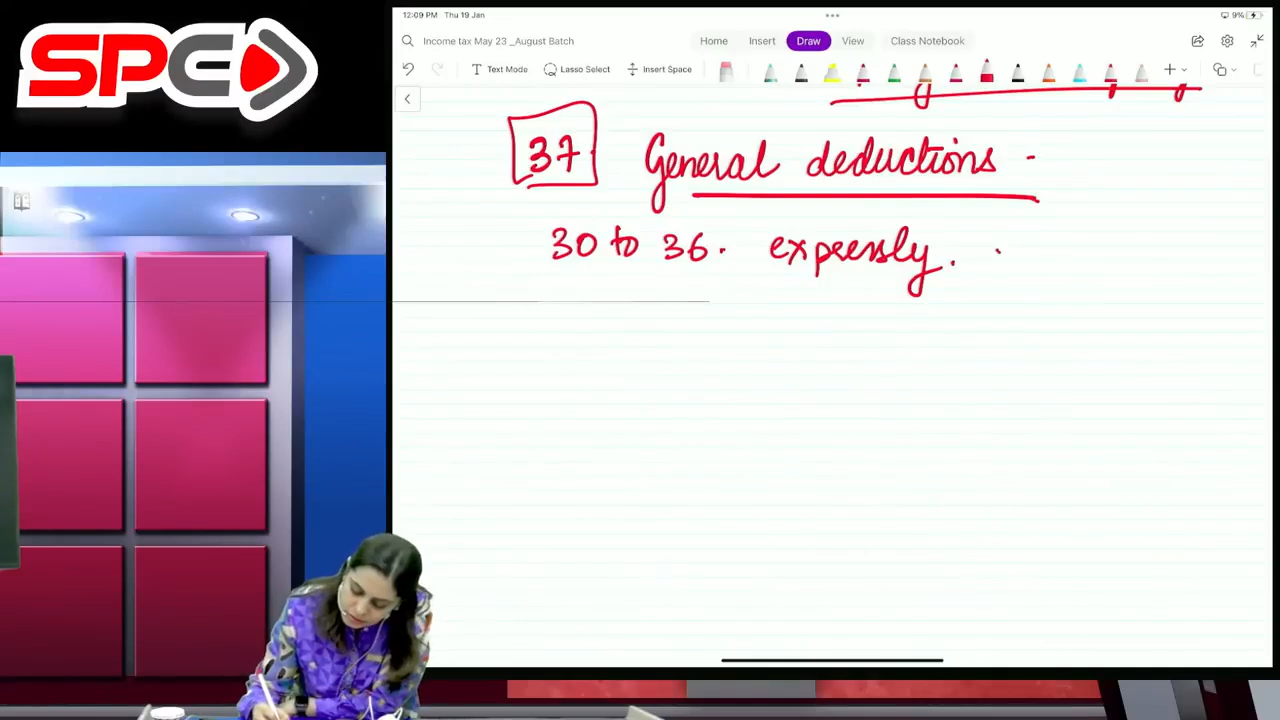 SPC
12:09 PM Thu 19 Jan
9%
Income tax May 23 _August Batch
Home Insert Draw View Class Notebook
Text Mode Lasso Select Insert Space
37 General deductions -
30 to 36. expressly.